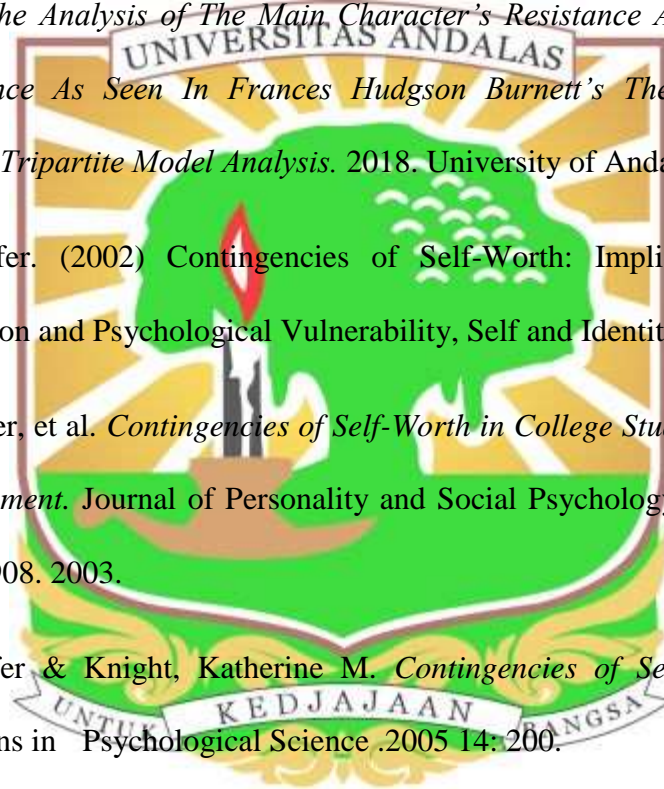 he Analysis of The Main Character's Resistance A
UNIVERSITAS ANDALAS
nce As Seen In Frances Hudgson Burnett's The
Tripartite Model Analysis. 2018. University of Anda
fer. (2002) Contingencies of Self-Worth: Impli
on and Psychological Vulnerability, Self and Identit
er, et al. Contingencies of Self-Worth in College Stu
ment. Journal of Personality and Social Psychology
908. 2003.
fer & Knight, Katherine M. Contingencies of Se
UNTUK KEDJAJAAN BANGSA
ns in Psychological Science .2005 14: 200.